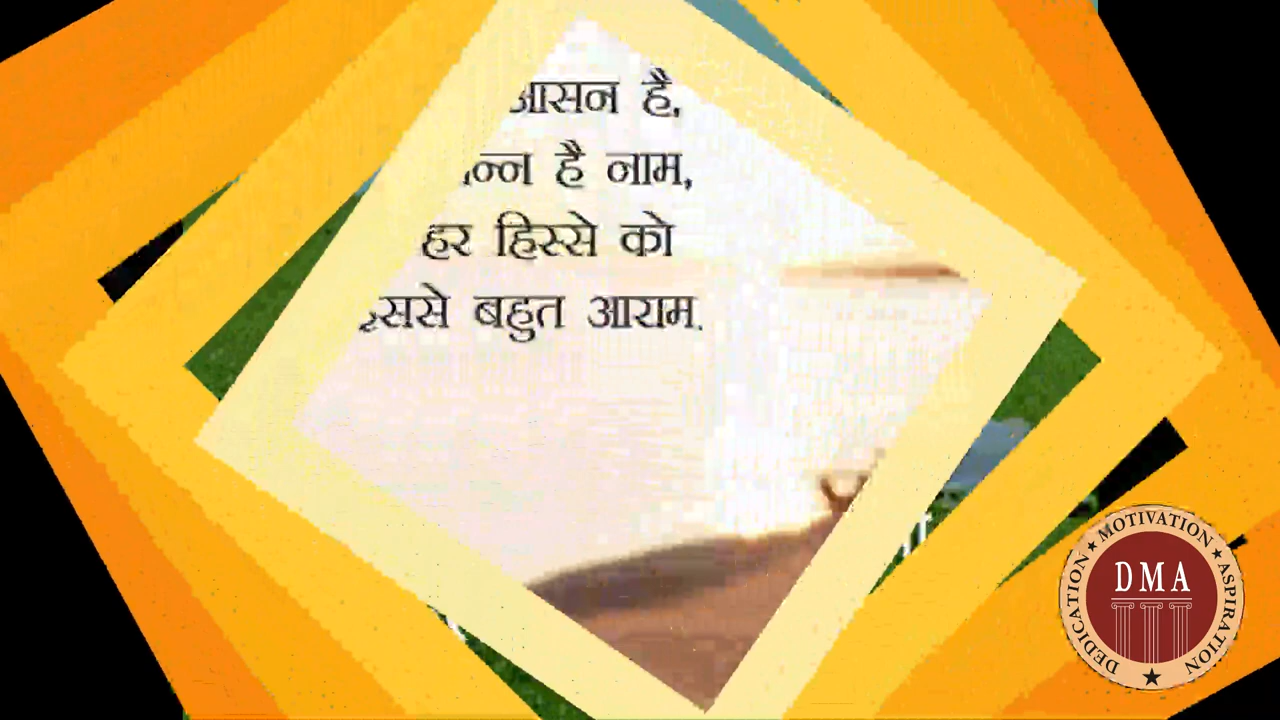 आसन है,
है नाम,
हर हिस्से को
बहुत आराम.
MOTIVATION
ASPIRATION
DEDICATION
DMA